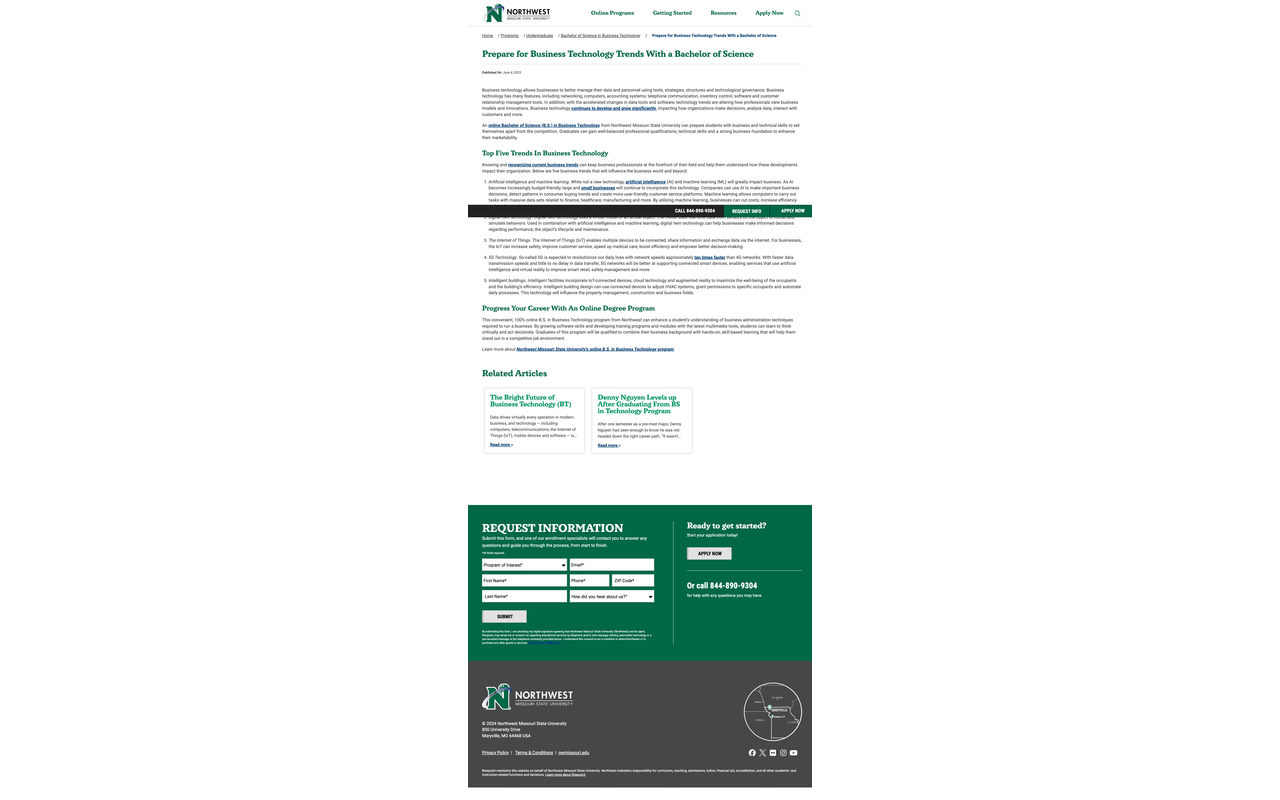 NORTHWEST
MISSOURI STATE UNIVERSITY
Online Programs Getting Started Resources Apply Now
Home / Programs / Undergraduate / Bachelor of Science in Business Technology / Prepare for Business Technology Trends With a Bachelor of Science
Prepare for Business Technology Trends With a Bachelor of Science
Published On: June 8, 2023
Business technology allows businesses to better manage their data and personnel using tools, strategies, structures and technological governance. Business
technology has many features, including networking, computers, accounting systems, telephone communication, inventory control, software and customer
relationship management tools. In addition, with the accelerated changes in data tools and software, technology trends are altering how professionals view business
models and innovations. Business technology continues to develop and grow significantly, impacting how organizations make decisions, analyze data, interact with
customers and more.
An online Bachelor of Science (B.S.) in Business Technology from Northwest Missouri State University can prepare students with business and technical skills to set
themselves apart from the competition. Graduates can gain well-balanced professional qualifications, technical skills and a strong business foundation to enhance
their marketability.
Top Five Trends In Business Technology
Knowing and recognizing current business trends can keep business professionals at the forefront of their field and help them understand how these developments
impact their organization. Below are five business trends that will influence the business world and beyond.
1. Artificial intelligence and machine learning. While not a new technology, artificial intelligence (AI) and machine learning (ML) will greatly impact business. As AI
becomes increasingly budget-friendly, large and small businesses will continue to incorporate this technology. Companies can use AI to make important business
decisions, detect patterns in consumer buying trends and create more user-friendly customer service platforms. Machine learning allows computers to carry out
tasks with massive data sets related to finance, healthcare, manufacturing and more. By utilizing machine learning, businesses can cut costs, increase efficiency
CALL 844-890-9304 REQUEST INFO APPLY NOW
simulate behaviors. Used in combination with artificial intelligence and machine learning, digital twin technology can help businesses make informed decisions
regarding performance, the object's lifecycle and maintenance.
3. The Internet of Things. The Internet of Things (IoT) enables multiple devices to be connected, share information and exchange data via the internet. For businesses,
the IoT can increase safety, improve customer service, speed up medical care, boost efficiency and empower better decision-making.
4. 5G Technology. So-called 5G is expected to revolutionize our daily lives with network speeds approximately ten times faster than 4G networks. With faster data
transmission speeds and little to no delay in data transfer, 5G networks will be better at supporting connected smart devices, enabling services that use artificial
intelligence and virtual reality to improve smart retail, safety management and more.
5. Intelligent buildings. Intelligent facilities incorporate IoT-connected devices, cloud technology and augmented reality to maximize the well-being of the occupants
and the building's efficiency. Intelligent building design can use connected devices to adjust HVAC systems, grant permissions to specific occupants and automate
daily processes. This technology will influence the property management, construction and business fields.
Progress Your Career With An Online Degree Program
This convenient, 100% online B.S. in Business Technology program from Northwest can enhance a student's understanding of business administration techniques
required to run a business. By growing software skills and developing training programs and modules with the latest multimedia tools, students can learn to think
critically and act decisively. Graduates of this program will be qualified to combine their business background with hands-on, skill-based learning that will help them
stand out in a competitive job environment.
Learn more about Northwest Missouri State University's online B.S. in Business Technology program
Related Articles
The Bright Future of
Business Technology (BT)
Data drives virtually every operation in modern
business, and technology — including
computers, telecommunications, the Internet of
Things (IoT), mobile devices and software — is...
Read more »
Denny Nguyen Levels up
After Graduating From BS
in Technology Program
After one semester as a pre-med major, Denny
Nguyen had seen enough to know he was not
headed down the right career path. "It wasn't...
Read more »
REQUEST INFORMATION
Submit this form, and one of our enrollment specialists will contact you to answer any
questions and guide you through the process, from start to finish.
*All fields required.
Program of Interest* Email*
First Name* Phone* ZIP Code*
Last Name* How did you hear about us?*
SUBMIT
Ready to get started?
Start your application today!
APPLY NOW
Or call 844-890-9304
for help with any questions you may have.
NORTHWEST
MISSOURI STATE UNIVERSITY
MARYVILLE
© 2024 Northwest Missouri State University
800 University Drive
Maryville, MO 64468 USA
Privacy Policy | Terms & Conditions | nwmissouri.edu
Risepoint maintains this website on behalf of Northwest Missouri State University. Northwest maintains responsibility for curriculum, teaching, admissions, tuition, financial aid, accreditation, and all other academic- and
instruction-related functions and decisions. Learn more about Risepoint.